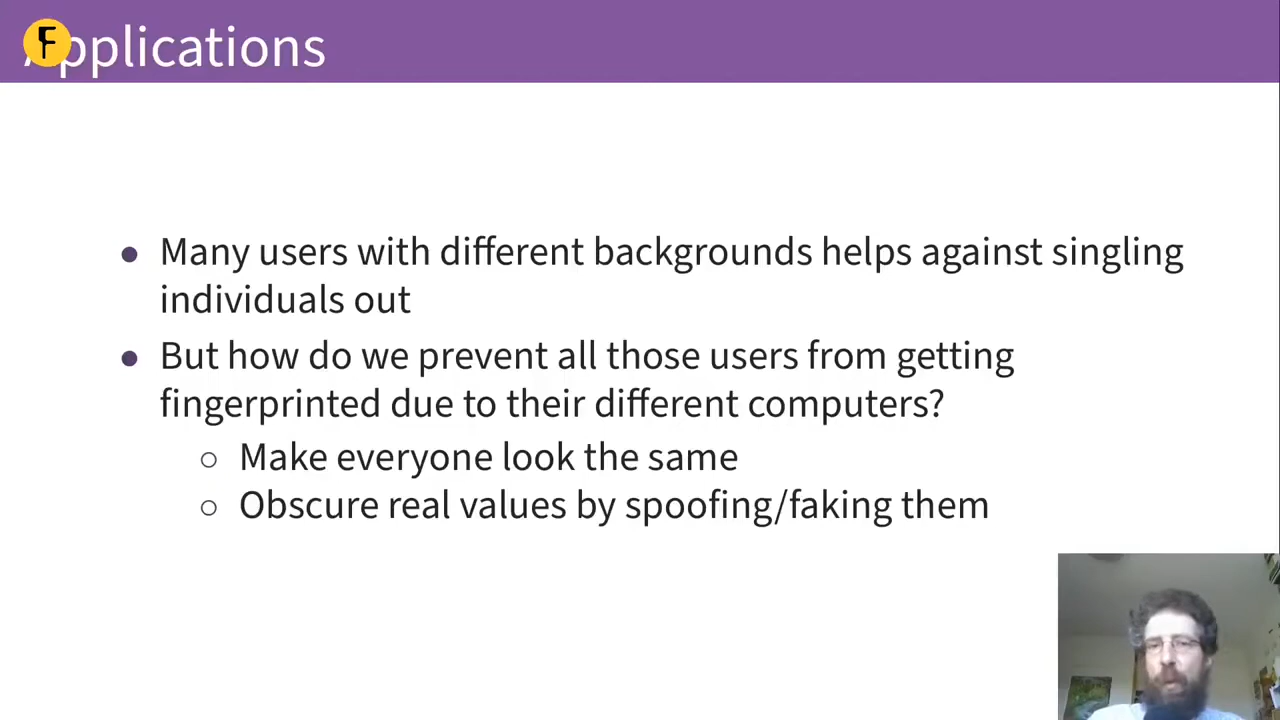 F
Applications
● Many users with different backgrounds helps against singling
individuals out
● But how do we prevent all those users from getting
fingerprinted due to their different computers?
○ Make everyone look the same
○ Obscure real values by spoofing/faking them